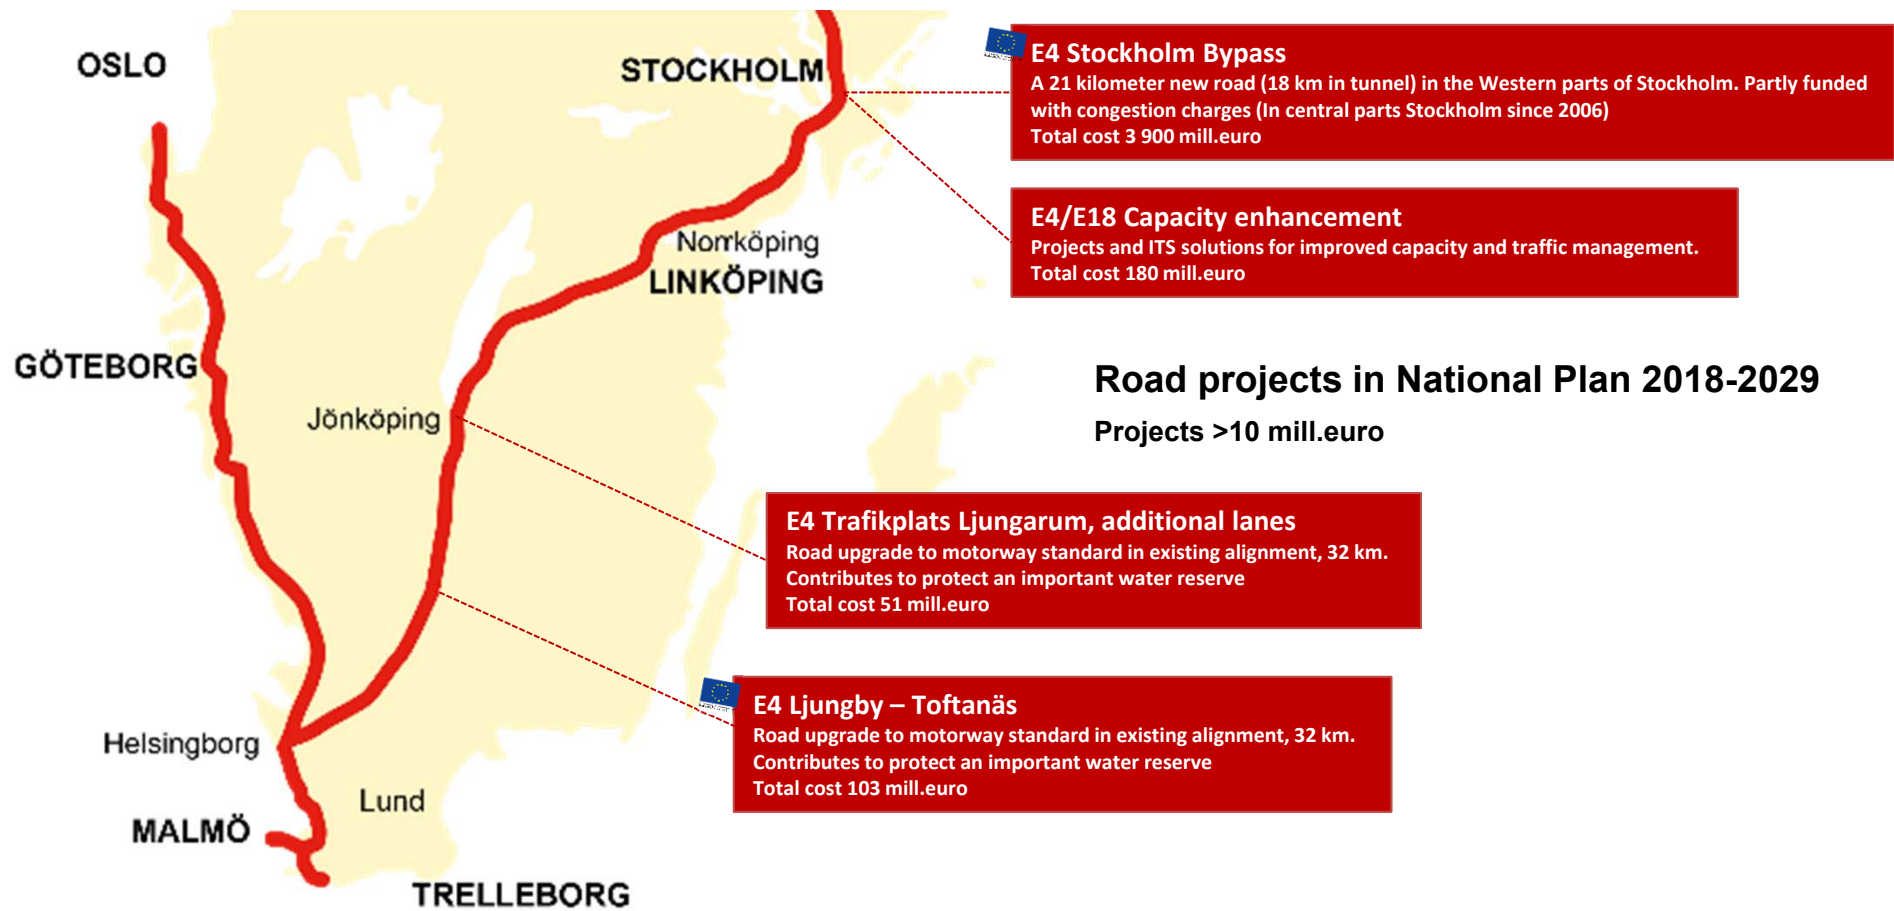 OSLO
STOCKHOLM
Norrköping
LINKÖPING
GÖTEBORG
Jönköping
Helsingborg
Lund
MALMÖ
TRELLEBORG
E4 Stockholm Bypass
A 21 kilometer new road (18 km in tunnel) in the Western parts of Stockholm. Partly funded
with congestion charges (In central parts Stockholm since 2006)
Total cost 3 900 mill.euro
E4/E18 Capacity enhancement
Projects and ITS solutions for improved capacity and traffic management.
Total cost 180 mill.euro
Road projects in National Plan 2018-2029
Projects >10 mill.euro
E4 Trafikplats Ljungarum, additional lanes
Road upgrade to motorway standard in existing alignment, 32 km.
Contributes to protect an important water reserve
Total cost 51 mill.euro
E4 Ljungby – Toftanäs
Road upgrade to motorway standard in existing alignment, 32 km.
Contributes to protect an important water reserve
Total cost 103 mill.euro